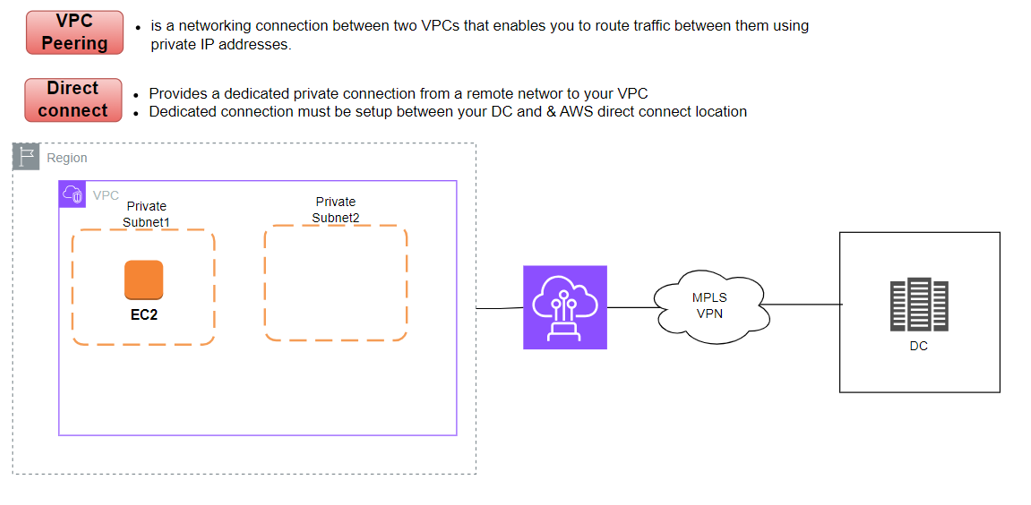 VPC
Peering
is a networking connection between two VPCs that enables you to route traffic between them using
private IP addresses.
Direct
connect
Provides a dedicated private connection from a remote networ to your VPC
Dedicated connection must be setup between your DC and & AWS direct connect location
Region
VPC
Private
Subnet1
Private
Subnet2
EC2
MPLS
VPN
DC